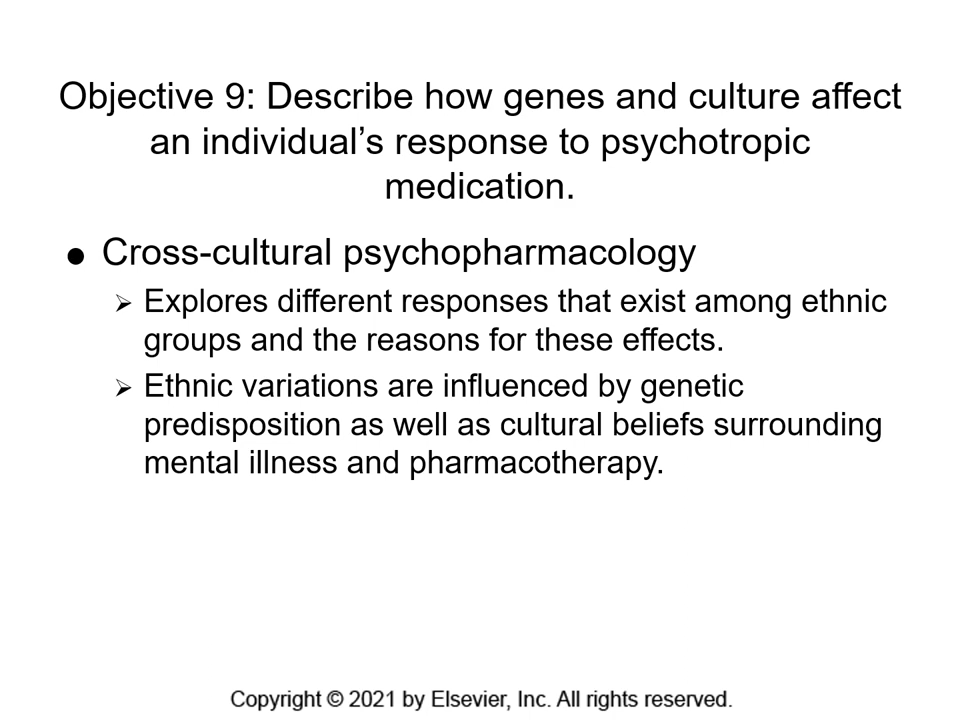 Objective 9: Describe how genes and culture affect
an individual’s response to psychotropic
medication.
● Cross-cultural psychopharmacology
➢ Explores different responses that exist among ethnic
groups and the reasons for these effects.
➢ Ethnic variations are influenced by genetic
predisposition as well as cultural beliefs surrounding
mental illness and pharmacotherapy.
Copyright © 2021 by Elsevier, Inc. All rights reserved.